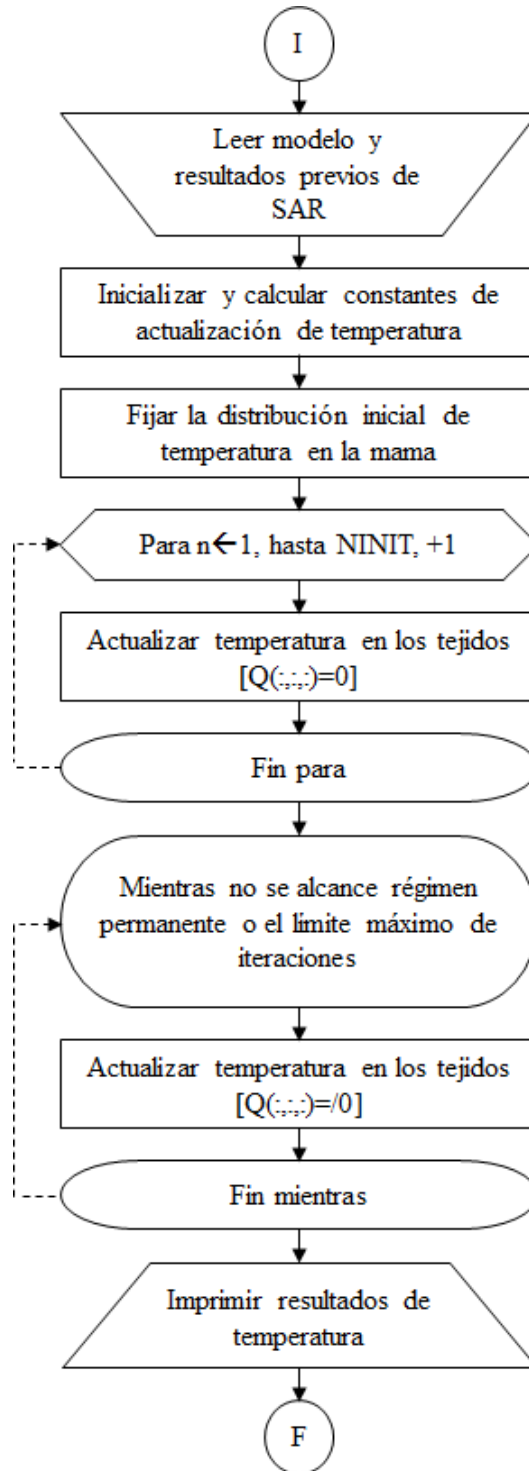 I
Leer modelo y
resultados previos de
SAR
Inicializar y calcular constantes de
actualización de temperatura
Fijar la distribución inicial de
temperatura en la mama
Para n←1, hasta NINIT, +1
Actualizar temperatura en los tejidos
[Q(:,:,:)=0]
Fin para
Mientras no se alcance régimen
permanente o el límite máximo de
iteraciones
Actualizar temperatura en los tejidos
[Q(:,:,:)=/0]
Fin mientras
Imprimir resultados de
temperatura
F